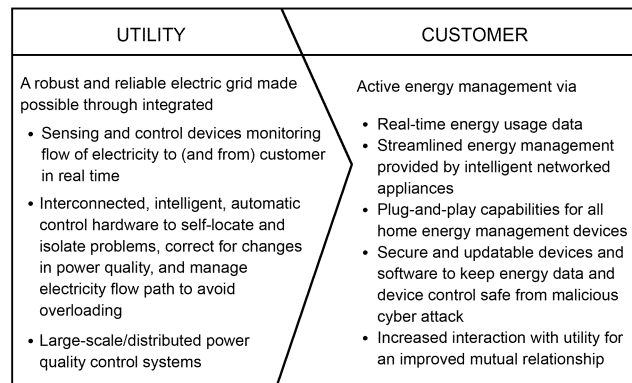 UTILITY
A robust and reliable electric grid made
possible through integrated
• Sensing and control devices monitoring
flow of electricity to (and from) customer
in real time
• Interconnected, intelligent, automatic
control hardware to self-locate and
isolate problems, correct for changes
in power quality, and manage
electricity flow path to avoid
overloading
• Large-scale/distributed power
quality control systems
CUSTOMER
Active energy management via
• Real-time energy usage data
• Streamlined energy management
provided by intelligent networked
appliances
• Plug-and-play capabilities for all
home energy management devices
• Secure and updatable devices and
software to keep energy data and
device control safe from malicious
cyber attack
• Increased interaction with utility for
an improved mutual relationship